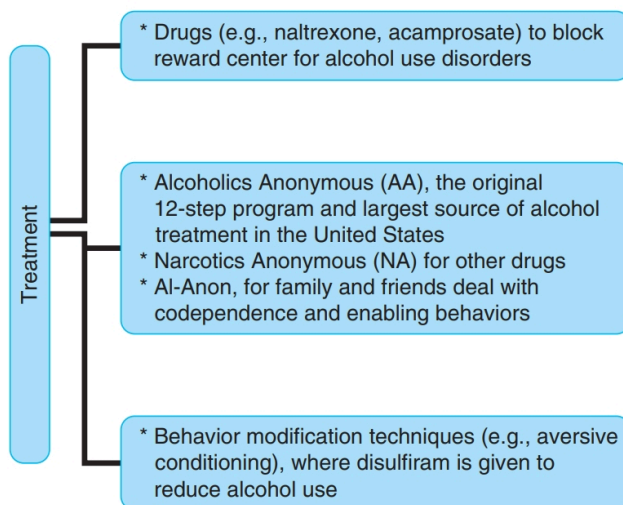 Treatment
* Drugs (e.g., naltrexone, acamprosate) to block
reward center for alcohol use disorders
* Alcoholics Anonymous (AA), the original
12-step program and largest source of alcohol
treatment in the United States
* Narcotics Anonymous (NA) for other drugs
* Al-Anon, for family and friends deal with
codependence and enabling behaviors
* Behavior modification techniques (e.g., aversive
conditioning), where disulfiram is given to
reduce alcohol use